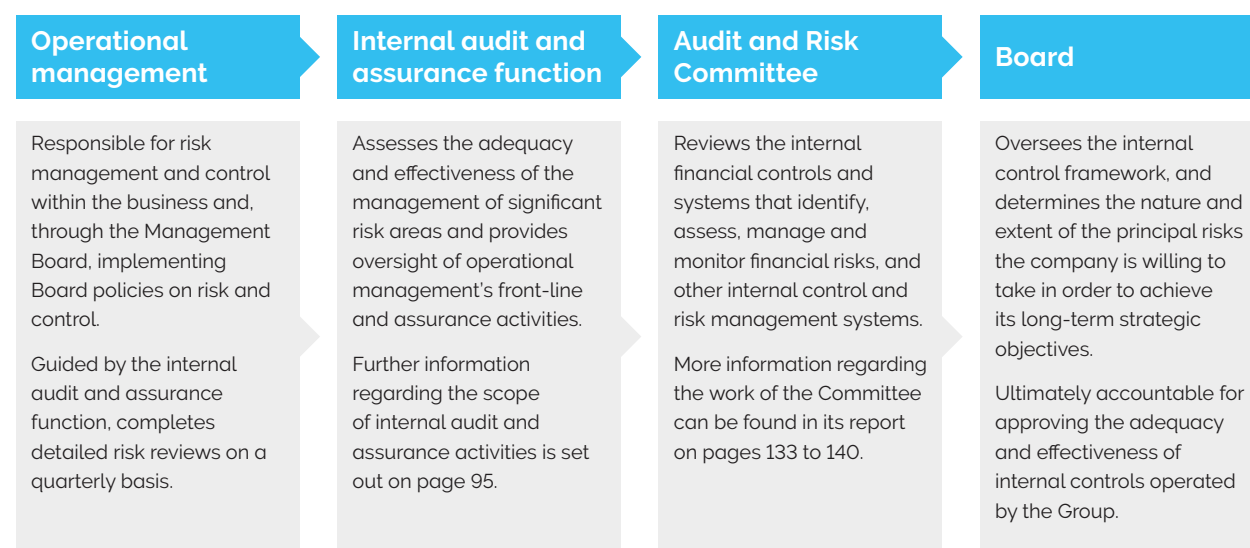 Operational
management
Responsible for risk
management and control
within the business and,
through the Management
Board, implementing
Board policies on risk and
control.
Guided by the internal
audit and assurance
function, completes
detailed risk reviews on a
quarterly basis.
Internal audit and
assurance function
Assesses the adequacy
and effectiveness of the
management of significant
risk areas and provides
oversight of operational
management’s front-line
and assurance activities.
Further information
regarding the scope
of internal audit and
assurance activities is set
out on page 95.
Audit and Risk
Committee
Reviews the internal
financial controls and
systems that identify,
assess, manage and
monitor financial risks, and
other internal control and
risk management systems.
More information regarding
the work of the Committee
can be found in its report
on pages 133 to 140.
Board
Oversees the internal
control framework, and
determines the nature and
extent of the principal risks
the company is willing to
take in order to achieve
its long-term strategic
objectives.
Ultimately accountable for
approving the adequacy
and effectiveness of
internal controls operated
by the Group.